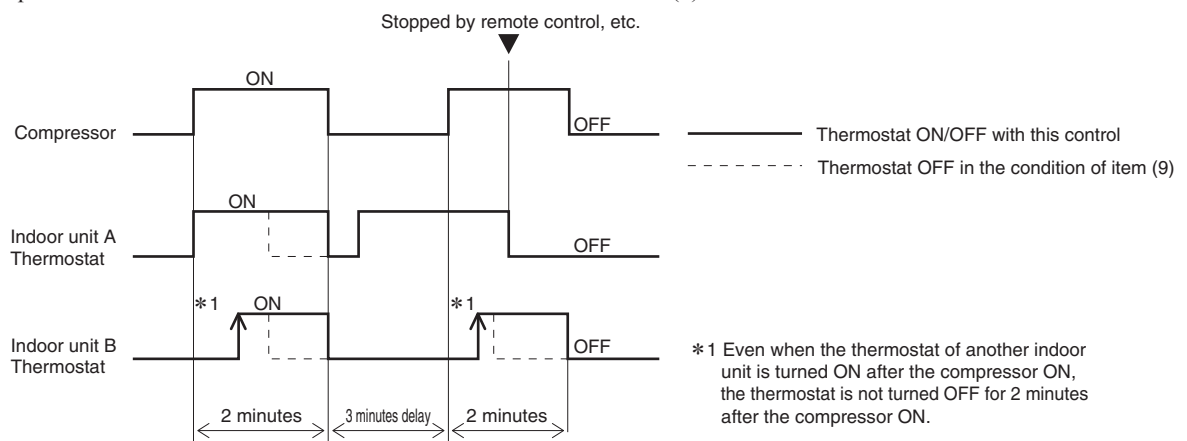 (9)
Stopped by remote control, etc.
ON
Compressor
OFF
Thermostat ON/OFF with this control
Thermostat OFF in the condition of item (9)
ON
Indoor unit A
Thermostat
OFF
*1 ON
*1
Indoor unit B
Thermostat
OFF
*1 Even when the thermostat of another indoor
unit is turned ON after the compressor ON,
the thermostat is not turned OFF for 2 minutes
after the compressor ON.
2 minutes
3 minutes delay
2 minutes